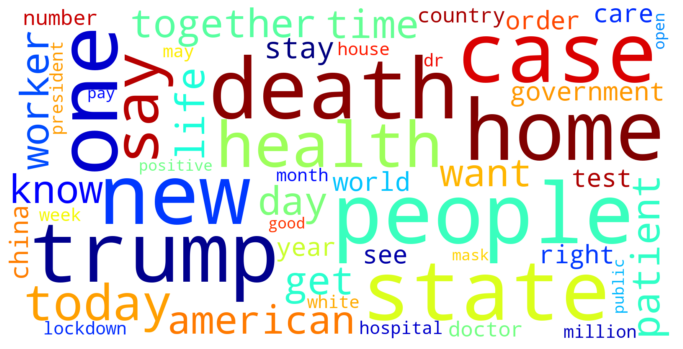 number
together
time
country
order
care
open
worker
president
may
pay
one
say
stay
house
dr
life
death
case
government
health
home
know
positive
new
month
world
want
test
day
people
patient
china
week
good
trump
year
see
mask
right
public
get
state
today
white
american
lockdown
hospital
doctor
million